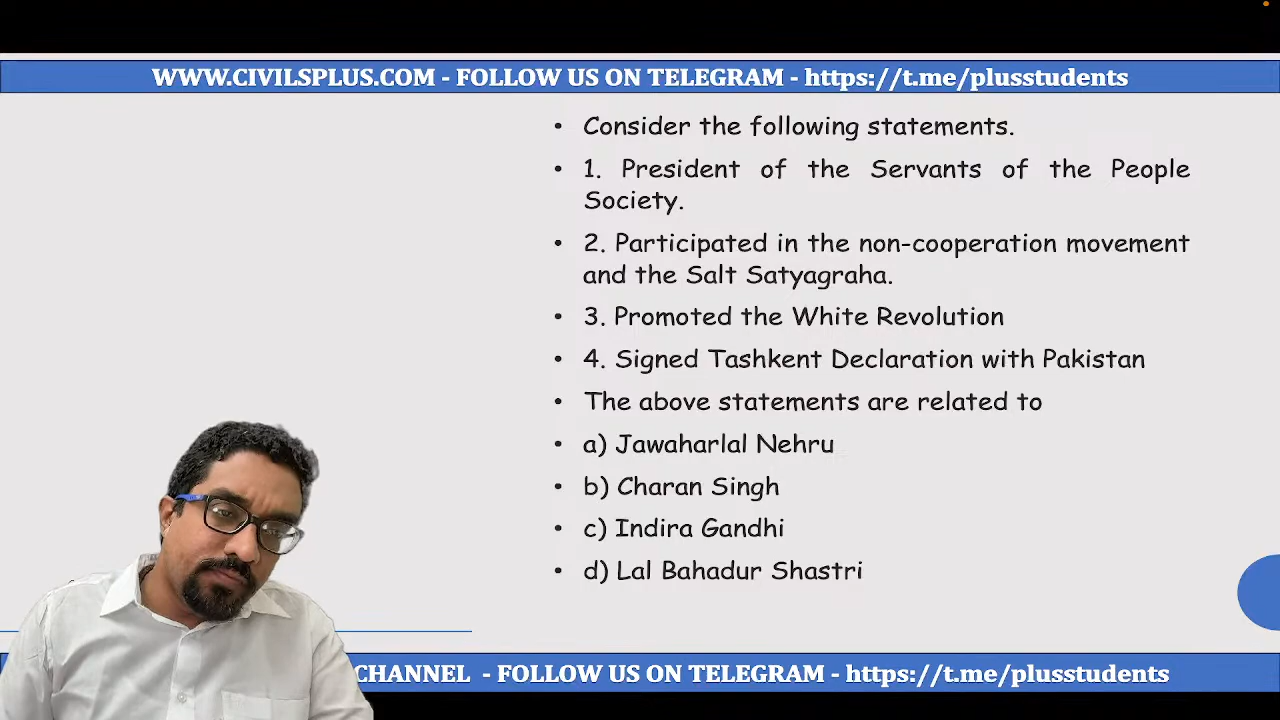 WWW.CIVILSPLUS.COM - FOLLOW US ON TELEGRAM - https://t.me/plusstudents
• Consider the following statements.
• 1. President of the Servants of the People
Society.
• 2. Participated in the non-cooperation movement
and the Salt Satyagraha.
• 3. Promoted the White Revolution
• 4. Signed Tashkent Declaration with Pakistan
• The above statements are related to
• a) Jawaharlal Nehru
• b) Charan Singh
• c) Indira Gandhi
• d) Lal Bahadur Shastri
CHANNEL - FOLLOW US ON TELEGRAM - https://t.me/plusstudents